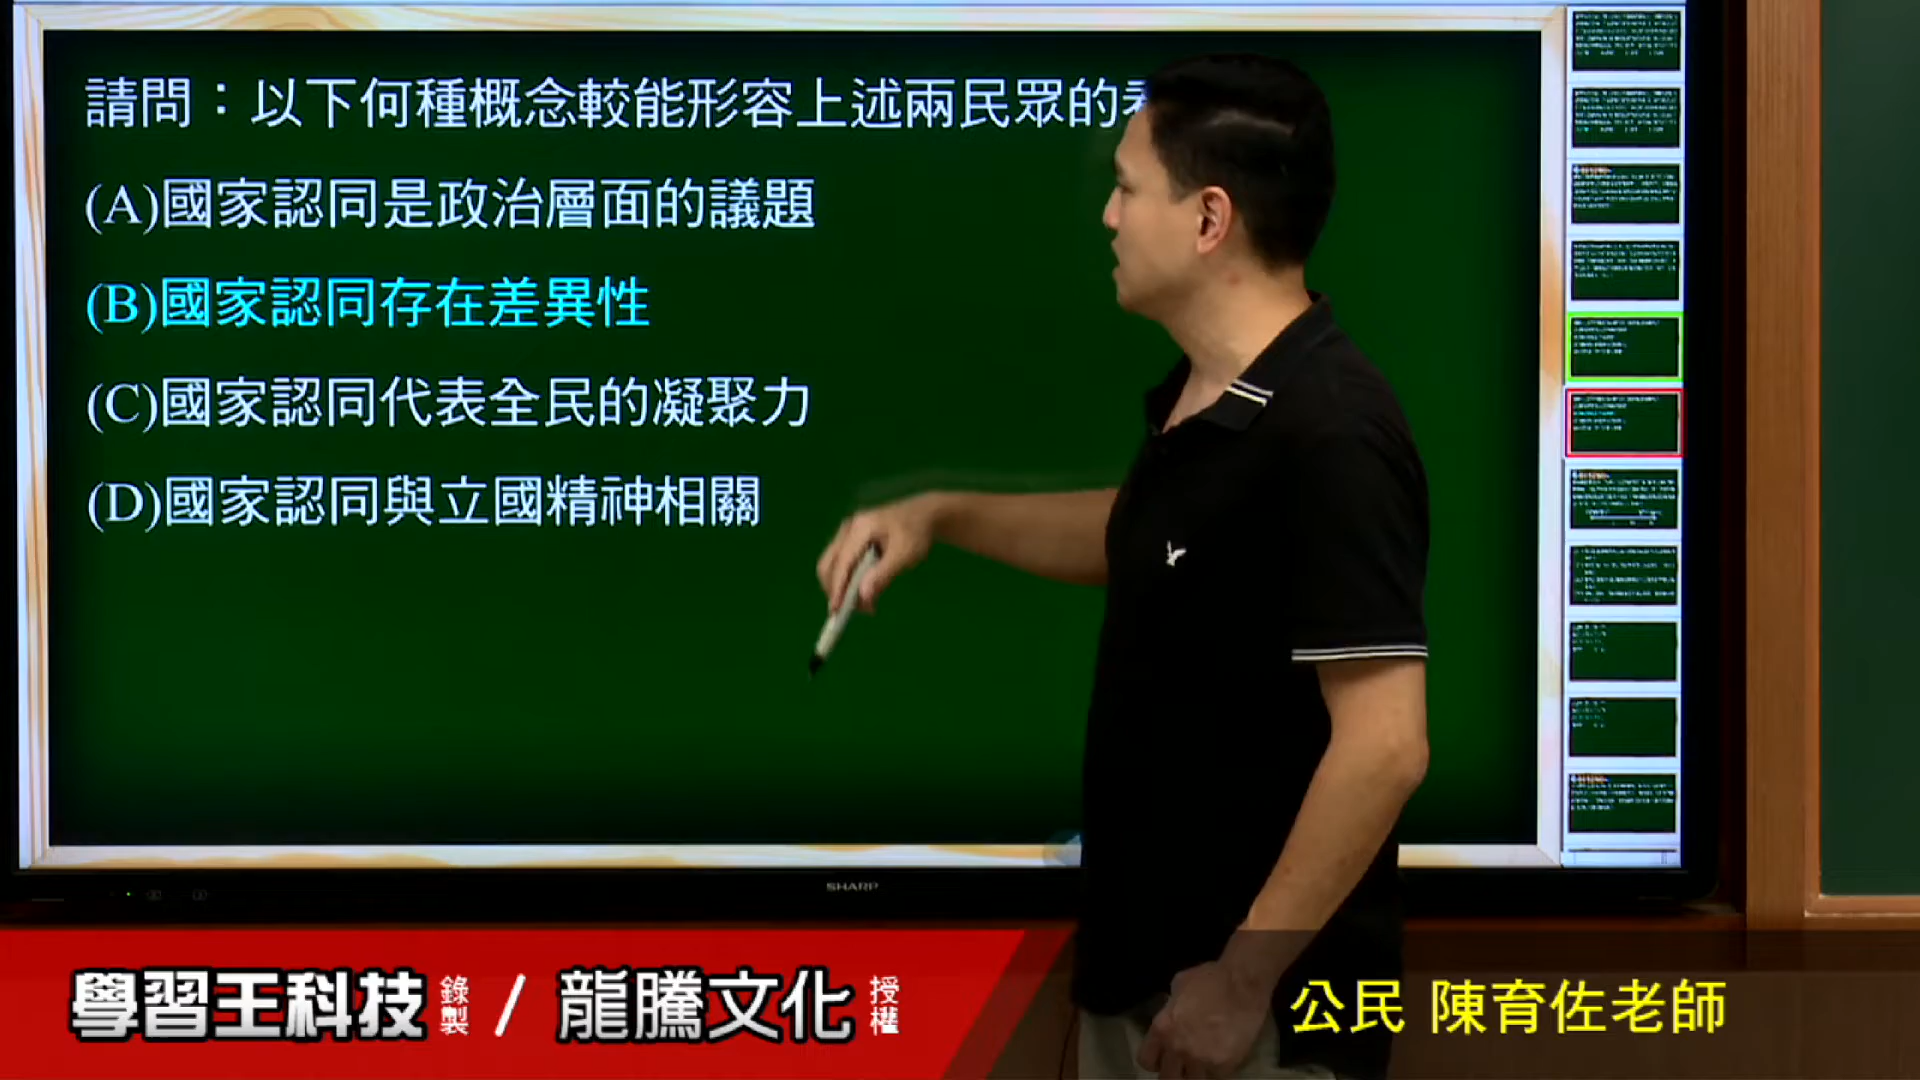 請問：以下何種概念較能形容上述兩民眾的
(A)國家認同是政治層面的議題
(B)國家認同存在差異性
(C)國家認同代表全民的凝聚力
(D)國家認同與立國精神相關
SHARP
學習王科技 錄製 / 龍騰文化 授權
公民 陳育佐老師